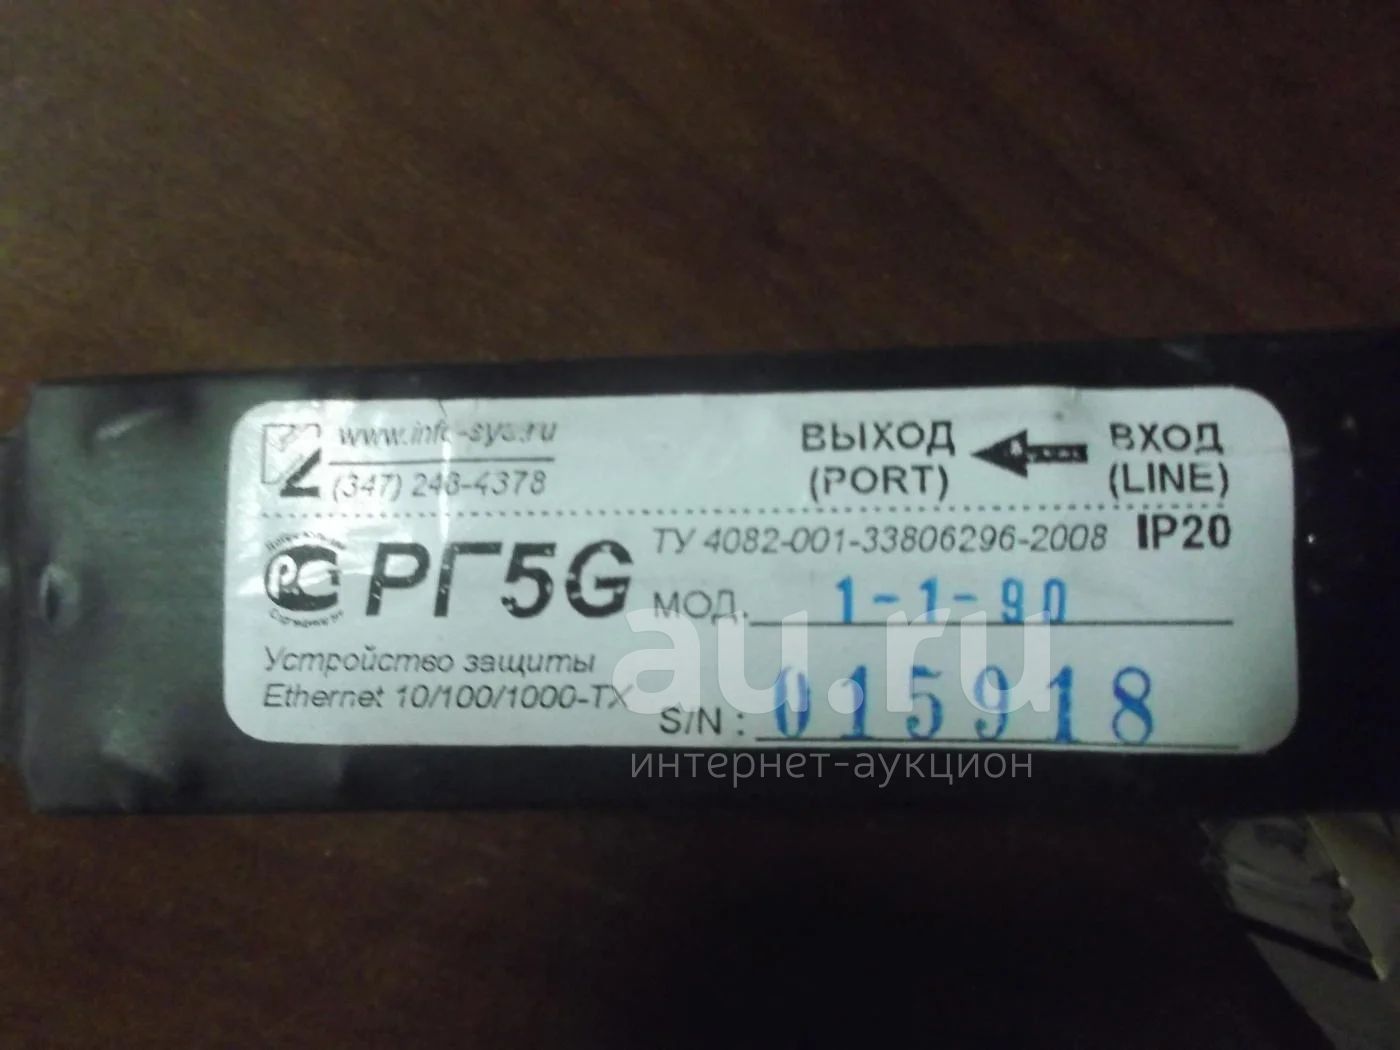 www.info-sys.ru
(347) 248-4378
ВЫХОД
(PORT)
ВХОД
(LINE)
РГ5G
ТУ 4082-001-33806296-2008 IP20
МОД. 1-1-90
Устройство защиты
Ethernet 10/100/1000-TX
S/N : 015918
au.ru
интернет-аукцион